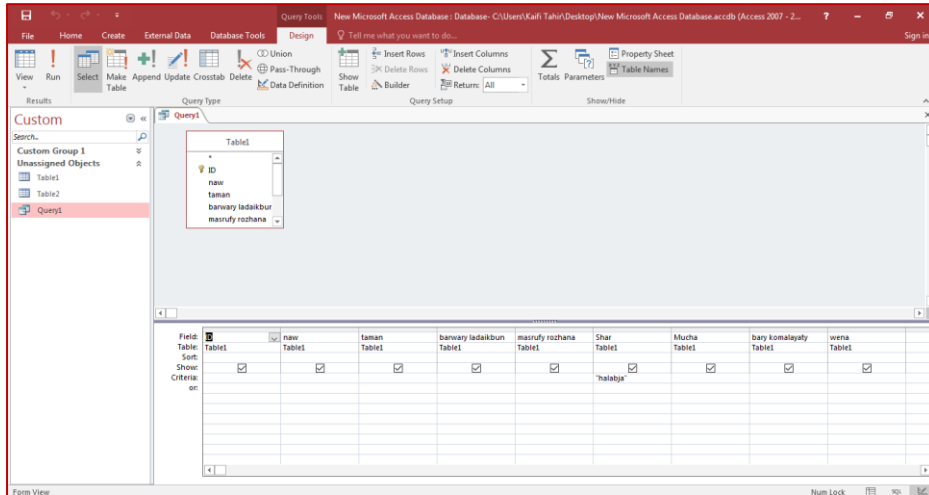 Query Tools New Microsoft Access Database : Database- C:\Users\Kaifi Tahir\Desktop\New Microsoft Access Database.accdb (Access 2007 - 2...
File Home Create External Data Database Tools Design Tell me what you want to do... Sign in
View Run Select Make Table Append Update Crosstab Delete
Union
Pass-Through
Data Definition
Show Table
Insert Rows
Delete Rows
Builder
Insert Columns
Delete Columns
Return: All
Totals Parameters
Property Sheet
Table Names
Results Query Type Query Setup Show/Hide
Custom
Search..
Custom Group 1
Unassigned Objects
Table1
Table2
Query1
Query1
Table1
*
ID
naw
taman
barwary ladaikbur
masrufy rozhana
Field: ID naw taman barwary ladaikbun masrufy rozhana Shar Mucha bary komalayaty wena
Table: Table1 Table1 Table1 Table1 Table1 Table1 Table1 Table1 Table1
Sort:
Show:
Criteria: "halabja"
or:
Form View Num Lock SQL